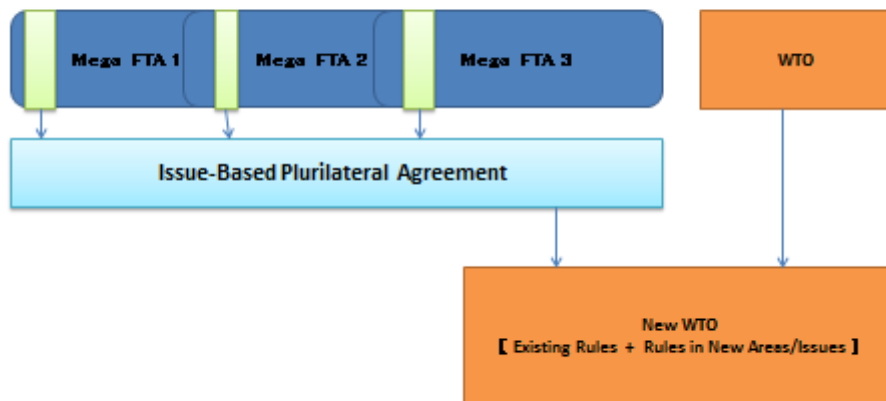 Mega FTA 1
Mega FTA 2
Mega FTA 3
WTO
Issue-Based Plurilateral Agreement
New WTO
【 Existing Rules + Rules in New Areas/Issues 】